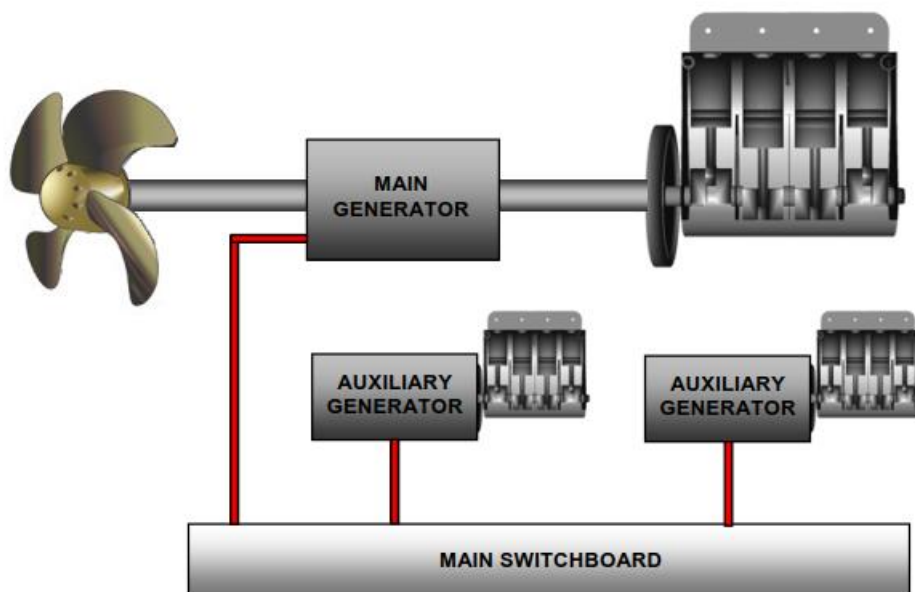 MAIN
GENERATOR
AUXILIARY
GENERATOR
AUXILIARY
GENERATOR
MAIN SWITCHBOARD